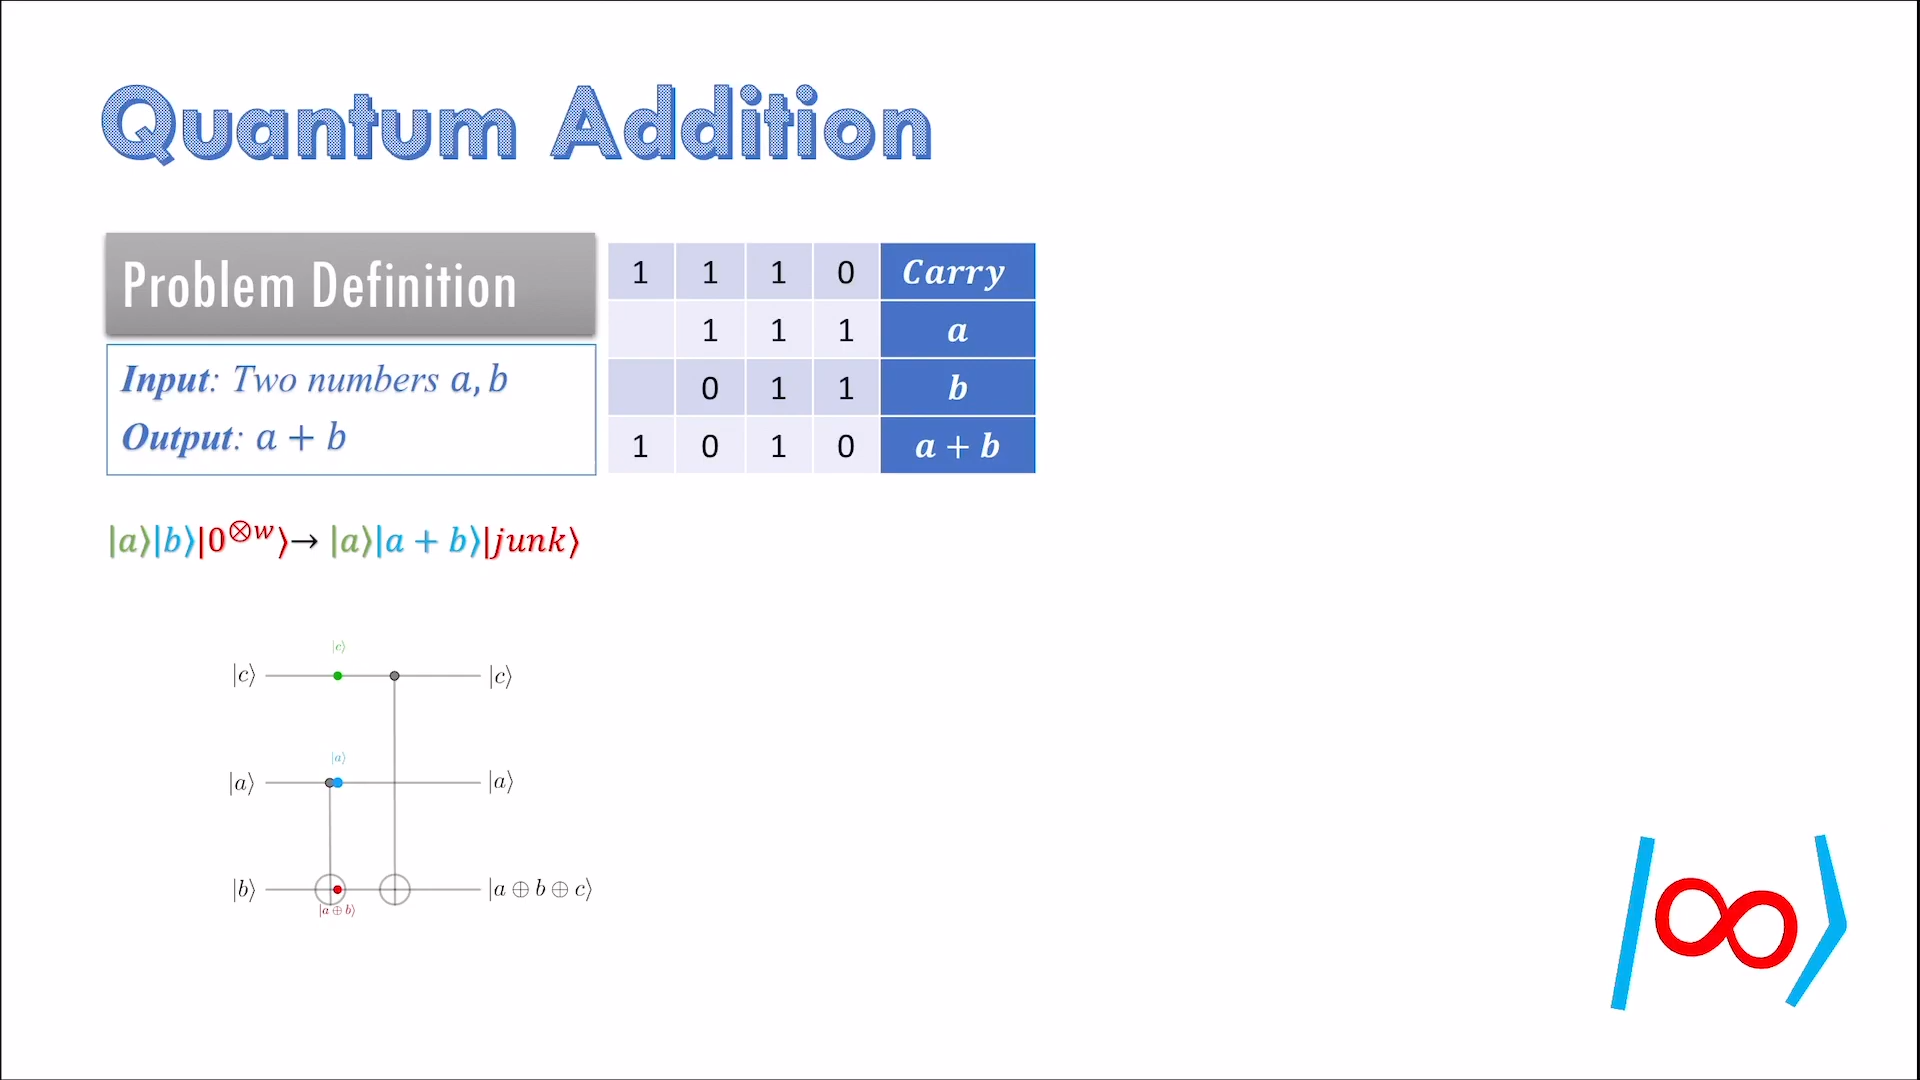 Quantum Addition
Problem Definition
Input: Two numbers a, b
Output: a + b
1 1 1 0 Carry
1 1 1 a
0 1 1 b
1 0 1 0 a + b
|a⟩|b⟩|0^{⊗w}⟩→ |a⟩|a + b⟩|junk⟩
|c⟩
|c⟩ |c⟩
|a⟩
|a⟩ |a⟩
|b⟩ |a ⊕ b ⊕ c⟩
|a ⊕ b⟩
|∞⟩